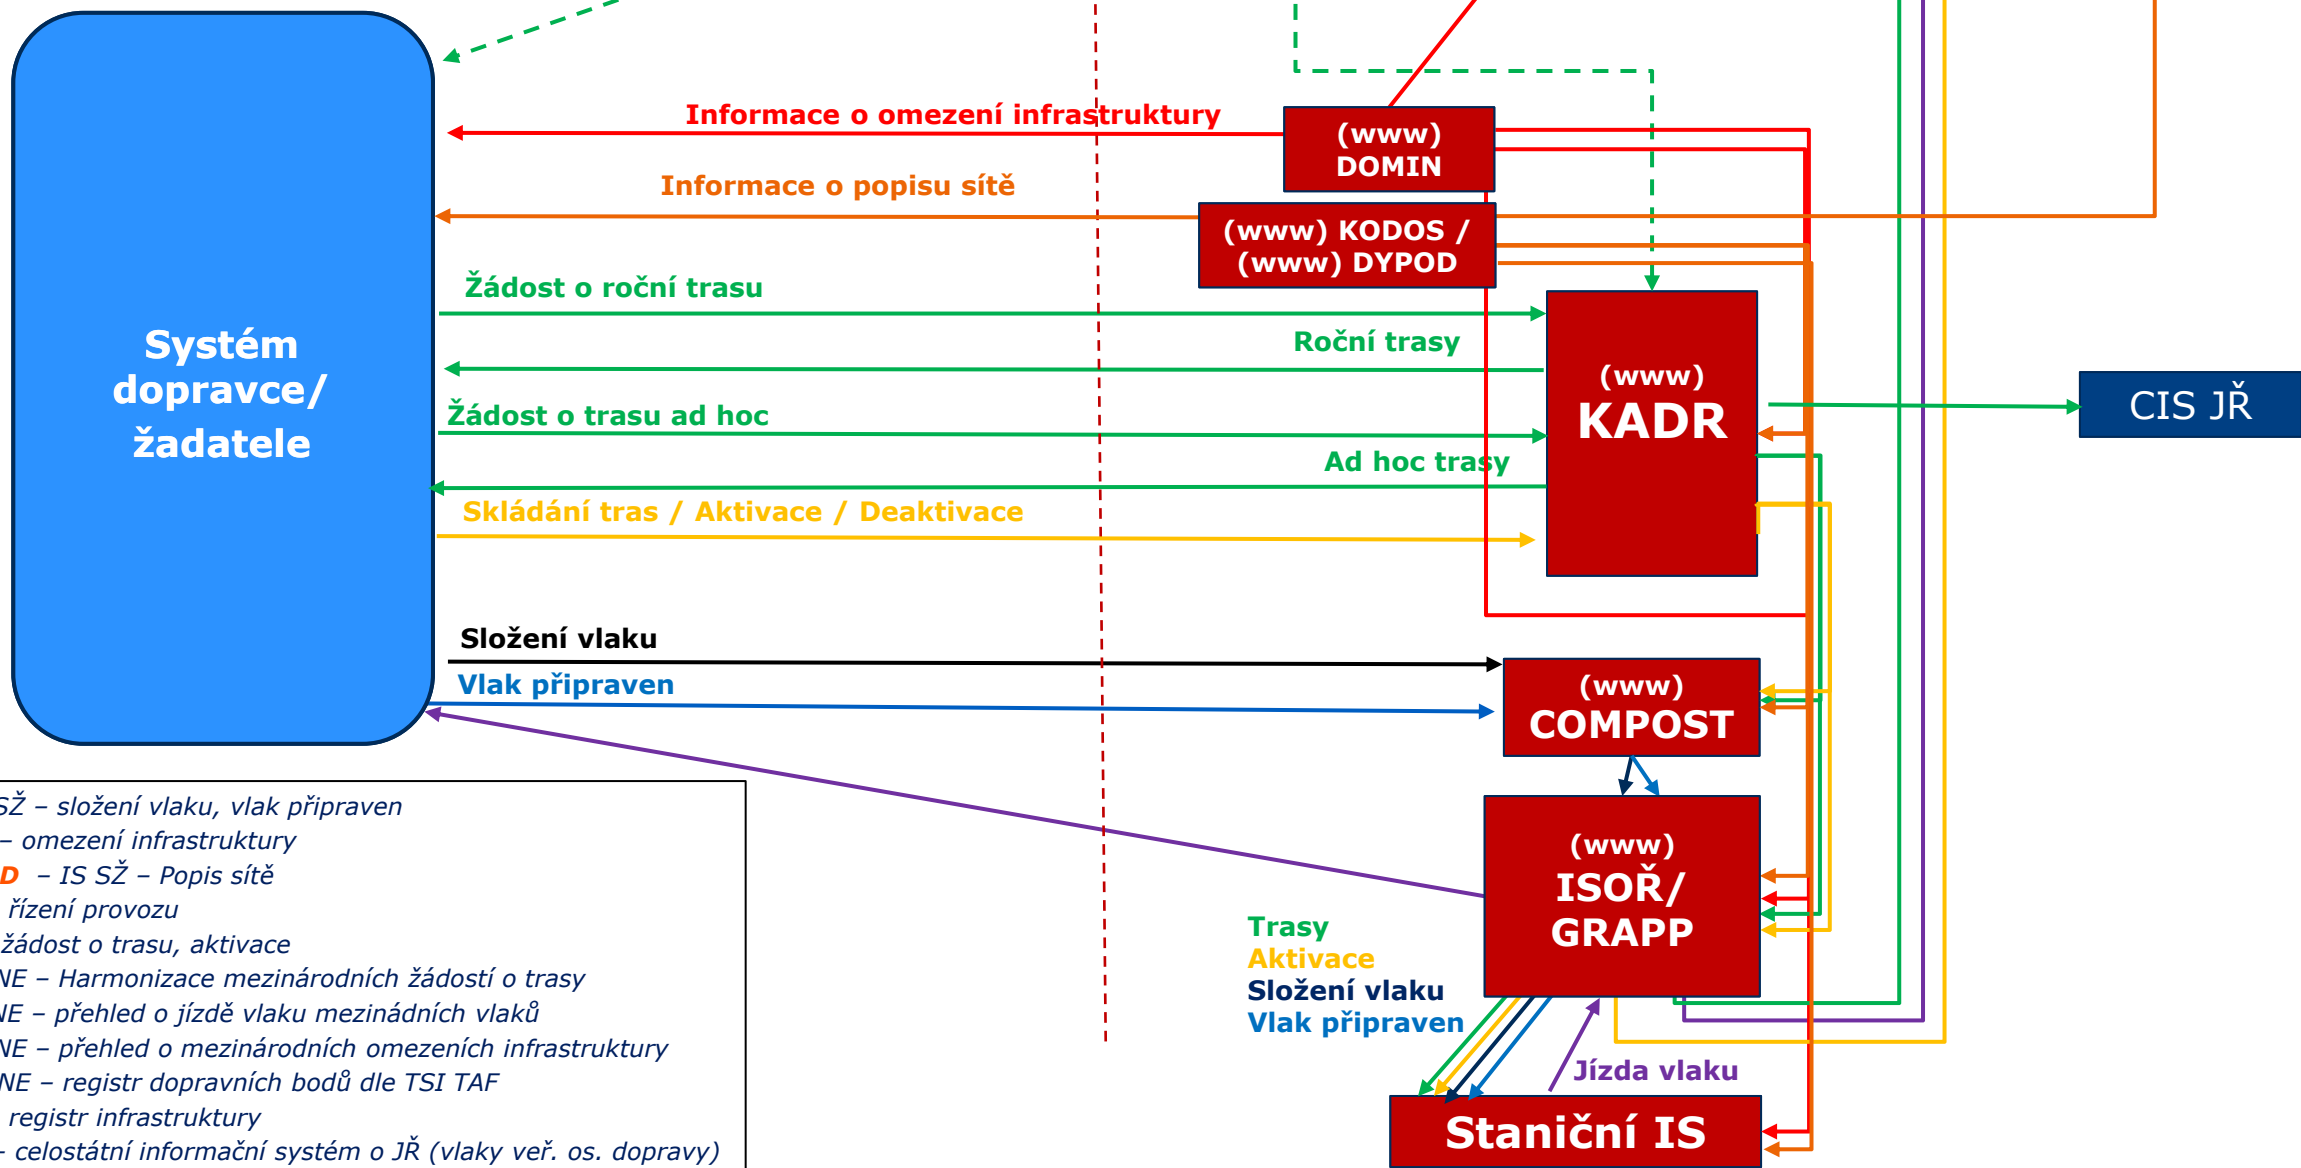 Informace o omezení infrastruktury
(www)
DOMIN
Informace o popisu sítě
(www) KODOS /
(www) DYPOD
Žádost o roční trasu
Roční trasy
Systém
dopravce/
žadatele
(www)
KADR
CIS JŘ
Žádost o trasu ad hoc
Ad hoc trasy
Skládání tras / Aktivace / Deaktivace
Složení vlaku
Vlak připraven
(www)
COMPOST
(www)
ISOŘ/
GRAPP
Trasy
Aktivace
Složení vlaku
Vlak připraven
Jízda vlaku
Staniční IS
SŽ – složení vlaku, vlak připraven
– omezení infrastruktury
D – IS SŽ – Popis sítě
řízení provozu
žádost o trasu, aktivace
NE – Harmonizace mezinárodních žádostí o trasy
NE – přehled o jízdě vlaku mezinádních vlaků
NE – přehled o mezinárodních omezeních infrastruktury
NE – registr dopravních bodů dle TSI TAF
registr infrastruktury
– celostátní informační systém o JŘ (vlaky veř. os. dopravy)